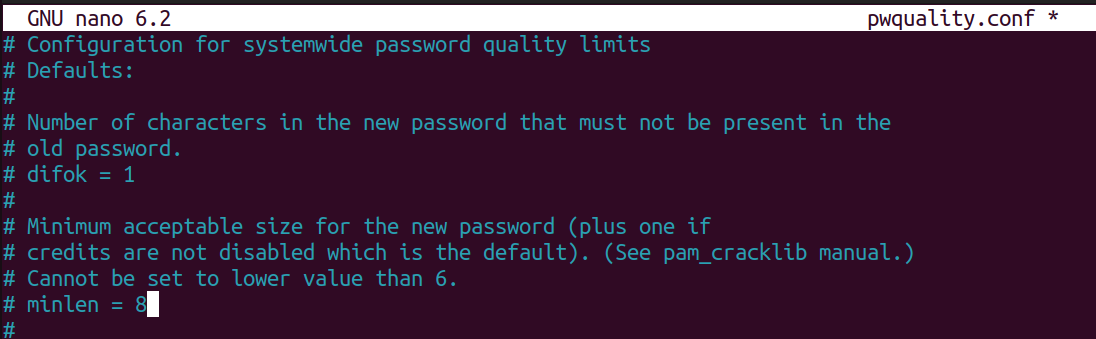 GNU nano 6.2 pwquality.conf *
# Configuration for systemwide password quality limits
# Defaults:
#
# Number of characters in the new password that must not be present in the
# old password.
# difok = 1
#
# Minimum acceptable size for the new password (plus one if
# credits are not disabled which is the default). (See pam_cracklib manual.)
# Cannot be set to lower value than 6.
# minlen = 8
#